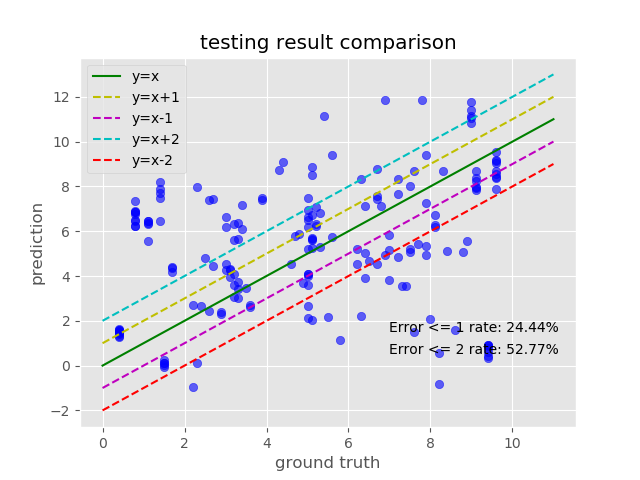 testing result comparison
y=x
y=x+1
y=x-1
y=x+2
y=x-2
12
10
8
6
4
2
0
−2
prediction
Error <= 1 rate: 24.44%
Error <= 2 rate: 52.77%
0 2 4 6 8 10
ground truth